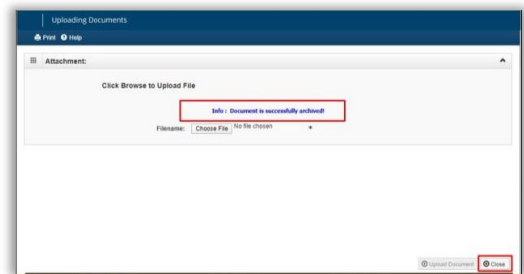 Uploading Documents
Print Help
Attachment:
Click Browse to Upload File
Info : Document is successfully archived!
Filename: Choose File No file chosen *
Upload Document Close